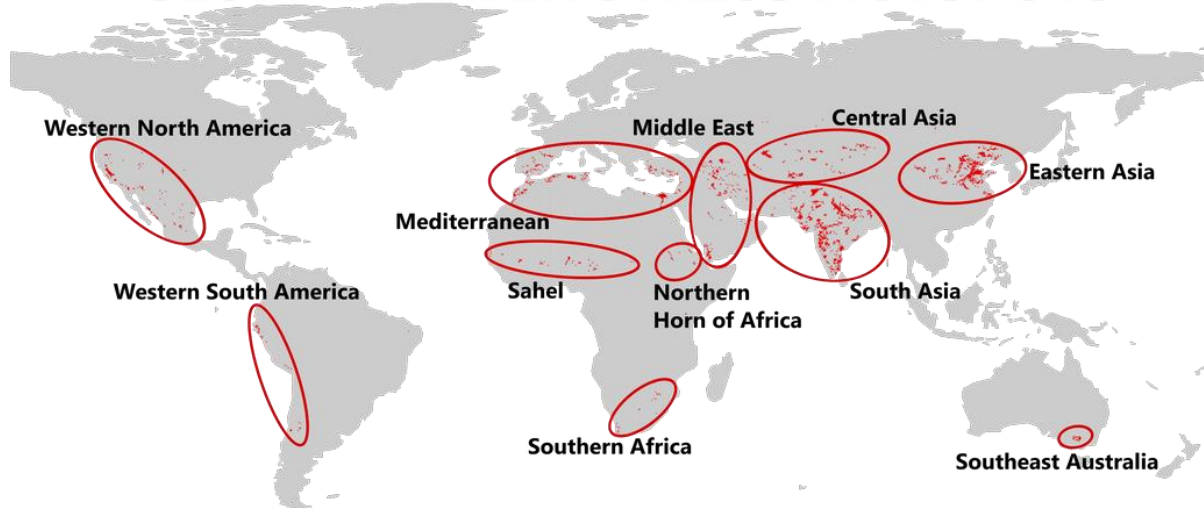 Western North America
Middle East
Central Asia
Eastern Asia
Mediterranean
Western South America
Sahel
Northern
Horn of Africa
South Asia
Southern Africa
Southeast Australia